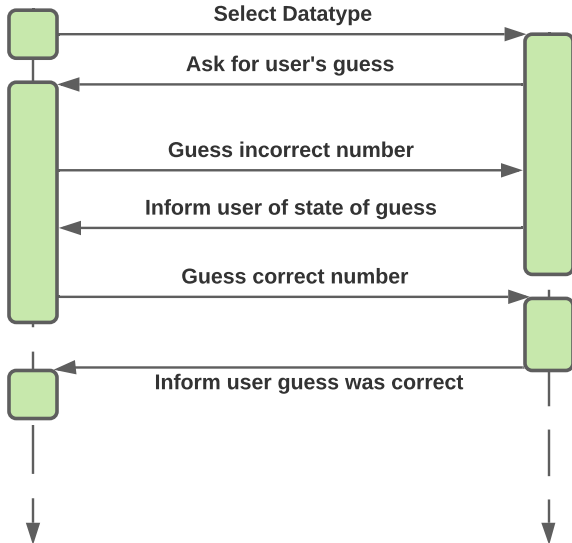 Select Datatype
Ask for user's guess
Guess incorrect number
Inform user of state of guess
Guess correct number
Inform user guess was correct